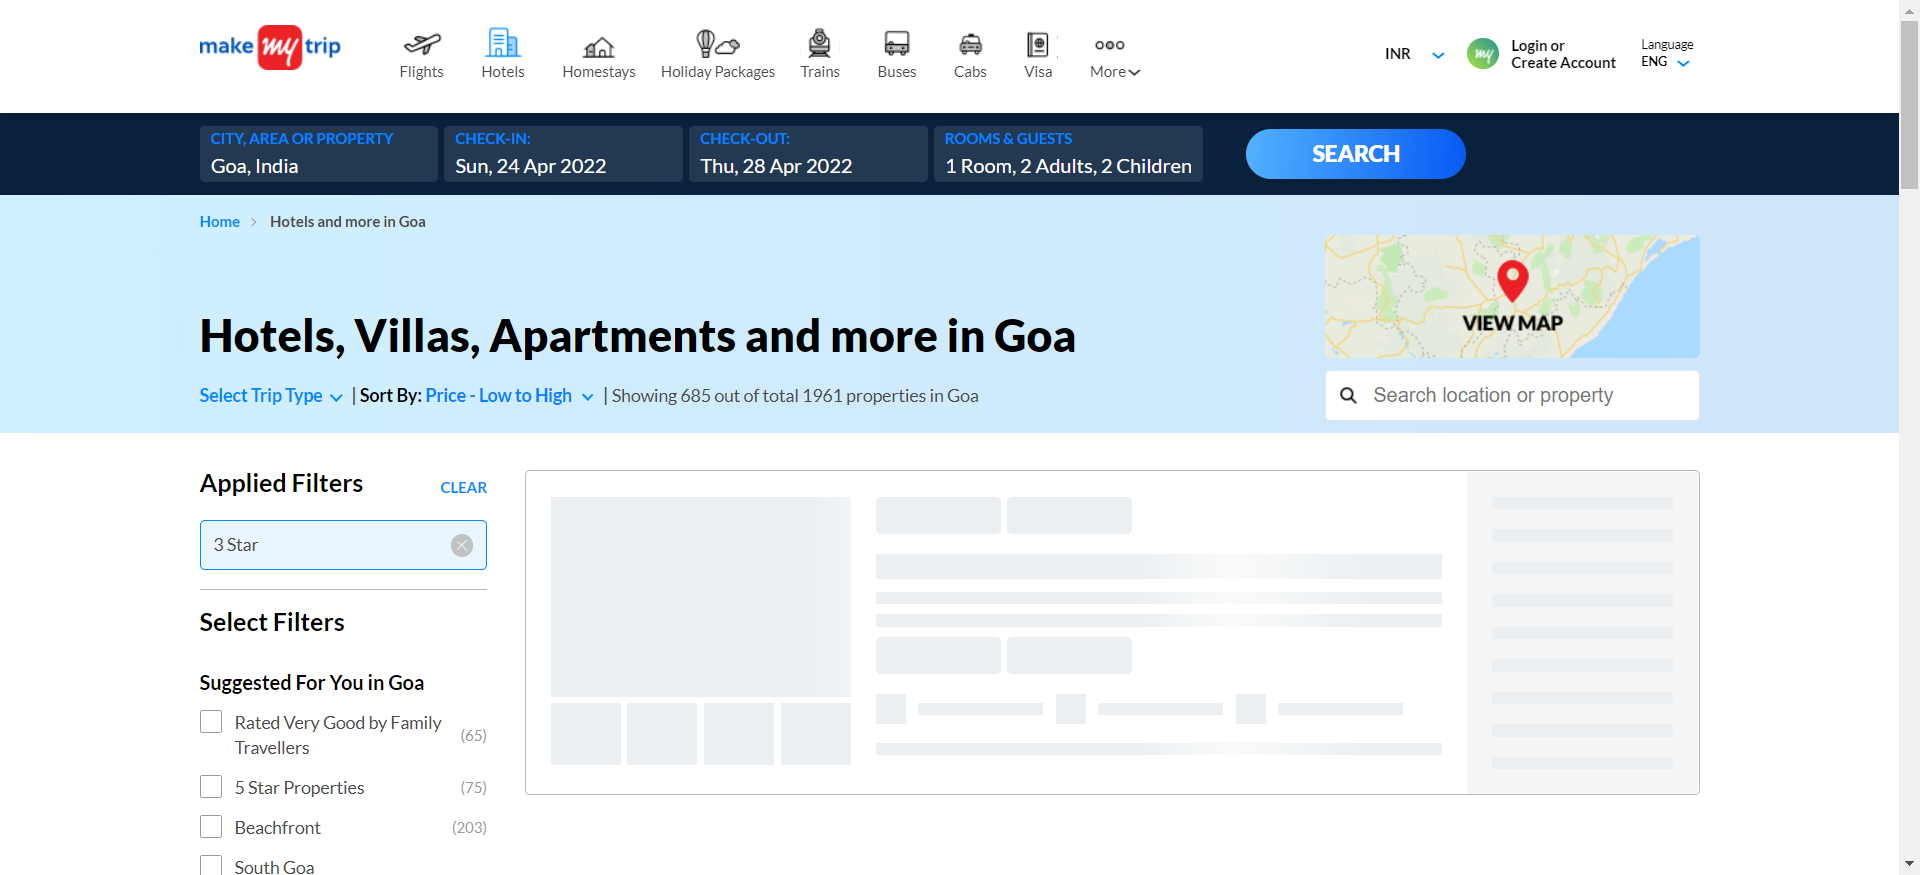 make my trip
Flights
Hotels
Homestays
Holiday Packages
Trains
Buses
Cabs
Visa
More
INR
my
Login or
Create Account
Language
ENG
CITY, AREA OR PROPERTY
Goa, India
CHECK-IN:
Sun, 24 Apr 2022
CHECK-OUT:
Thu, 28 Apr 2022
ROOMS & GUESTS
1 Room, 2 Adults, 2 Children
SEARCH
Home
Hotels and more in Goa
VIEW MAP
Hotels, Villas, Apartments and more in Goa
Select Trip Type | Sort By: Price - Low to High | Showing 685 out of total 1961 properties in Goa
Search location or property
Applied Filters
CLEAR
3 Star
Select Filters
Suggested For You in Goa
Rated Very Good by Family
Travellers
(65)
5 Star Properties (75)
Beachfront (203)
South Goa